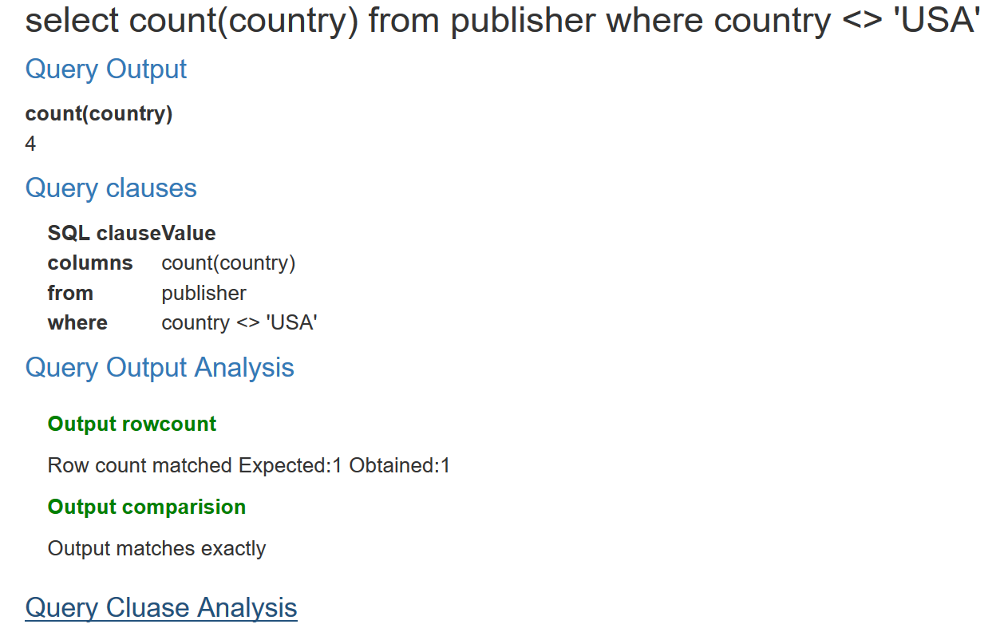 select count(country) from publisher where country <> 'USA'
Query Output
count(country)
4
Query clauses
SQL clauseValue
columns count(country)
from publisher
where country <> 'USA'
Query Output Analysis
Output rowcount
Row count matched Expected:1 Obtained:1
Output comparision
Output matches exactly
Query Cluase Analysis